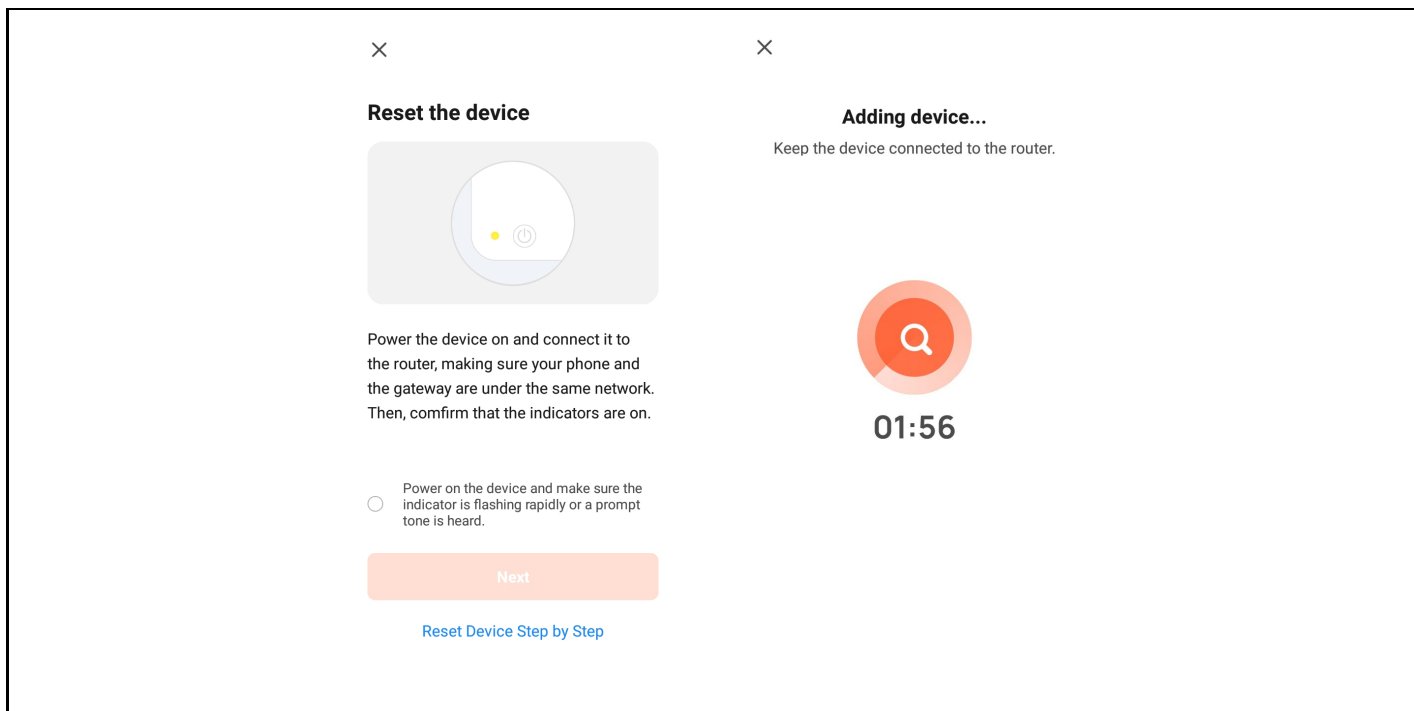 Reset the device
Power the device on and connect it to
the router, making sure your phone and
the gateway are under the same network.
Then, comfirm that the indicators are on.
Power on the device and make sure the
indicator is flashing rapidly or a prompt
tone is heard.
Next
Reset Device Step by Step
Adding device...
Keep the device connected to the router.
01:56